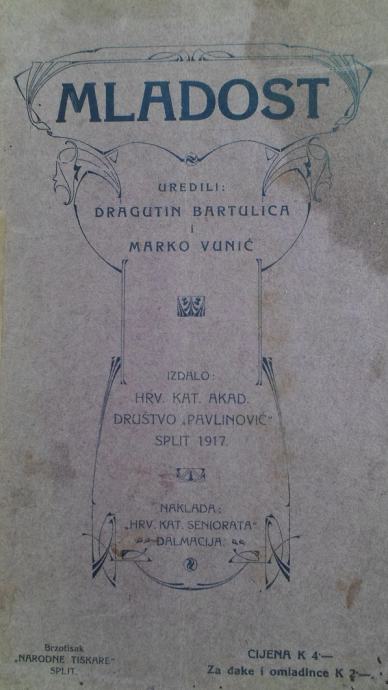 MLADOST
UREDILI:
DRAGUTIN BARTULICA
I
MARKO VUNIĆ
IZDALO:
HRV. KAT. AKAD.
DRUŠTVO „PAVLINOVIĆ“
SPLIT 1917.
NAKLADA:
„HRV. KAT. SENIORATA“
DALMACIJA.
Brzotisak
„NARODNE TISKARE“
SPLIT.
CIJENA K 4·—
Za đake i omladince K 2·—